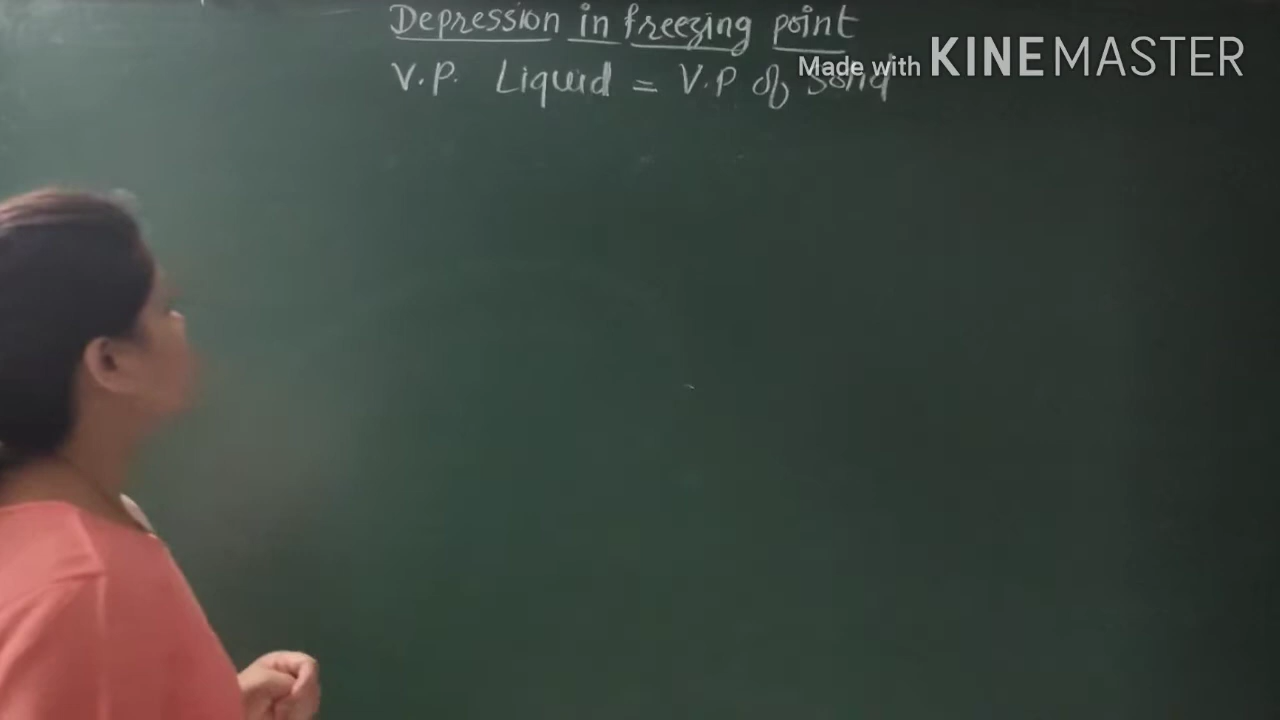 Depression in freezing point
V.P. Liquid = V.P of Solid
Made with KINEMASTER